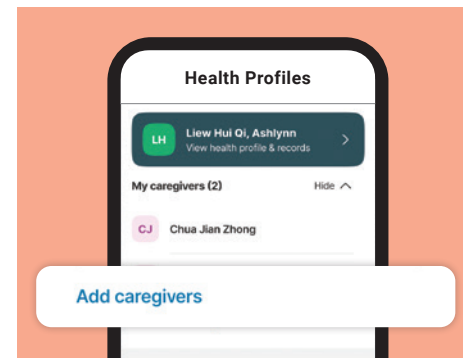 Health Profiles
LH
Liew Hui Qi, Ashlynn
View health profile & records
My caregivers (2)
Hide
CJ
Chua Jian Zhong
Add caregivers